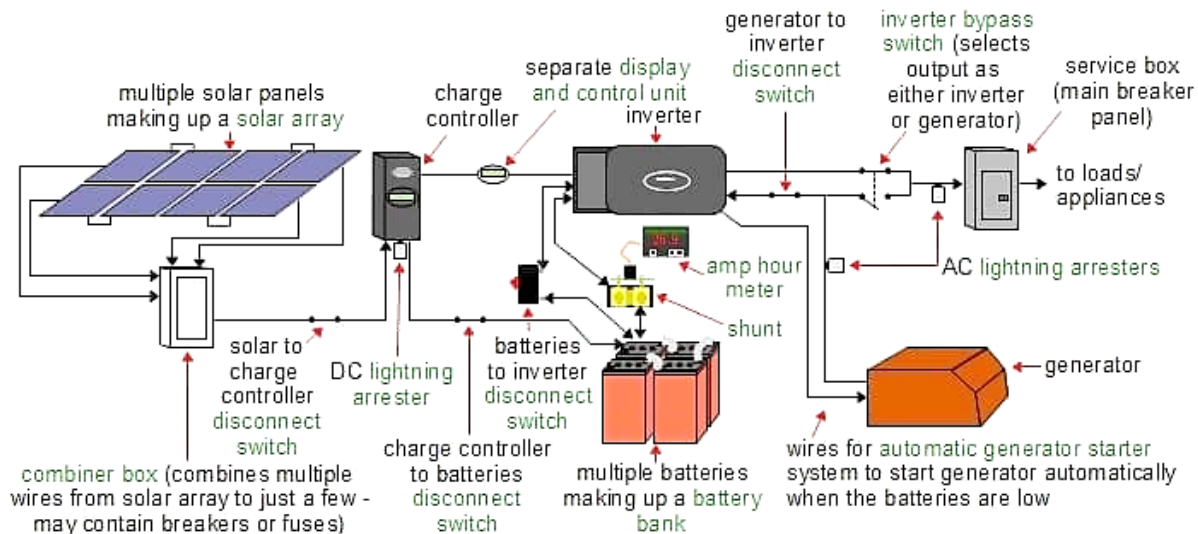 multiple solar panels
making up a solar array
charge
controller
separate display
and control unit
inverter
generator to
inverter
disconnect
switch
inverter bypass
switch (selects
output as
either inverter
or generator)
service box
(main breaker
panel)
to loads/
appliances
AC lightning arresters
amp hour
meter
shunt
generator
solar to
charge
controller
disconnect
switch
DC lightning
arrester
batteries
to inverter
disconnect
switch
charge controller
to batteries
disconnect
switch
combiner box (combines multiple
wires from solar array to just a few -
may contain breakers or fuses)
multiple batteries
making up a battery
bank
wires for automatic generator starter
system to start generator automatically
when the batteries are low